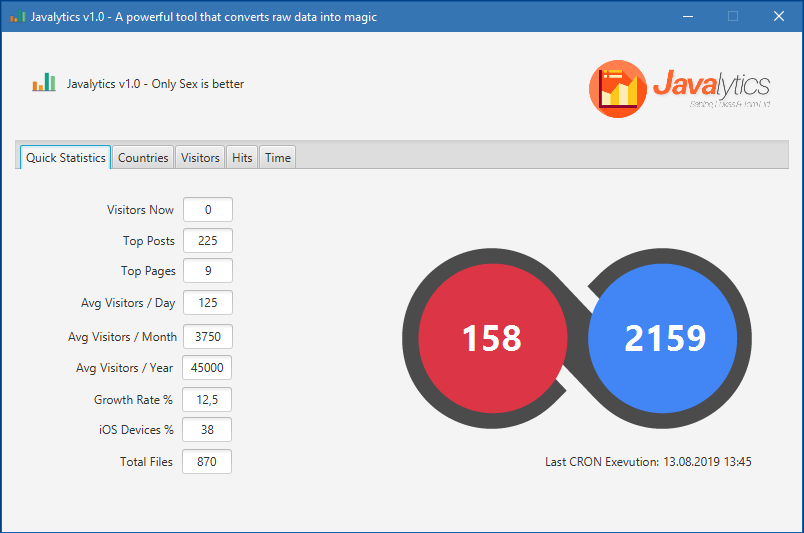 Javalytics v1.0 - A powerful tool that converts raw data into magic
Javalytics v1.0 - Only Sex is better
Javalytics
Quick Statistics Countries Visitors Hits Time
Visitors Now 0
Top Posts 225
Top Pages 9
Avg Visitors / Day 125
Avg Visitors / Month 3750
Avg Visitors / Year 45000
Growth Rate % 12,5
iOS Devices % 38
Total Files 870
158 2159
Last CRON Exevution: 13.08.2019 13:45